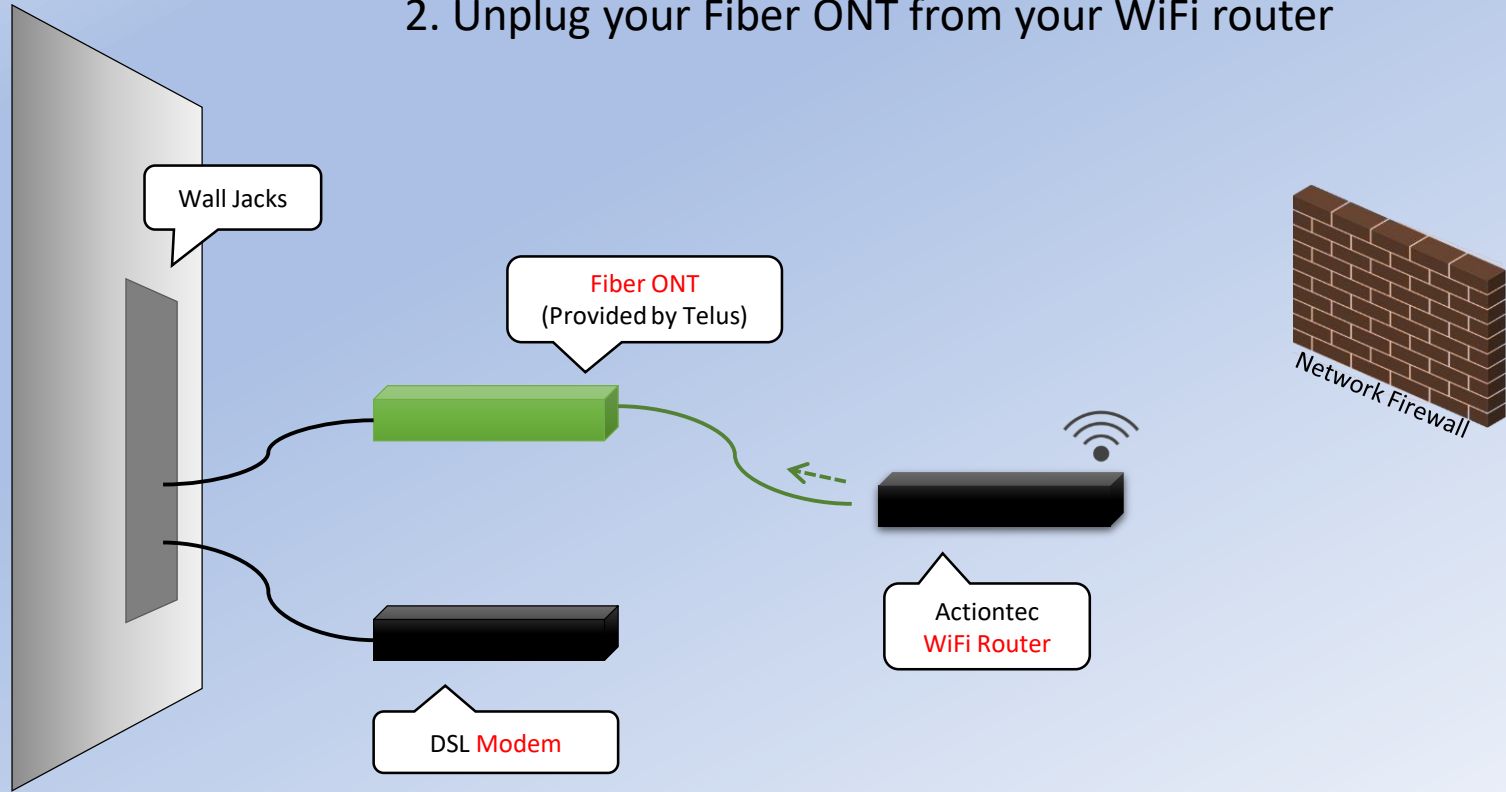 2. Unplug your Fiber ONT from your WiFi router
Wall Jacks
Fiber ONT
(Provided by Telus)
Network Firewall
Actiontec
WiFi Router
DSL Modem